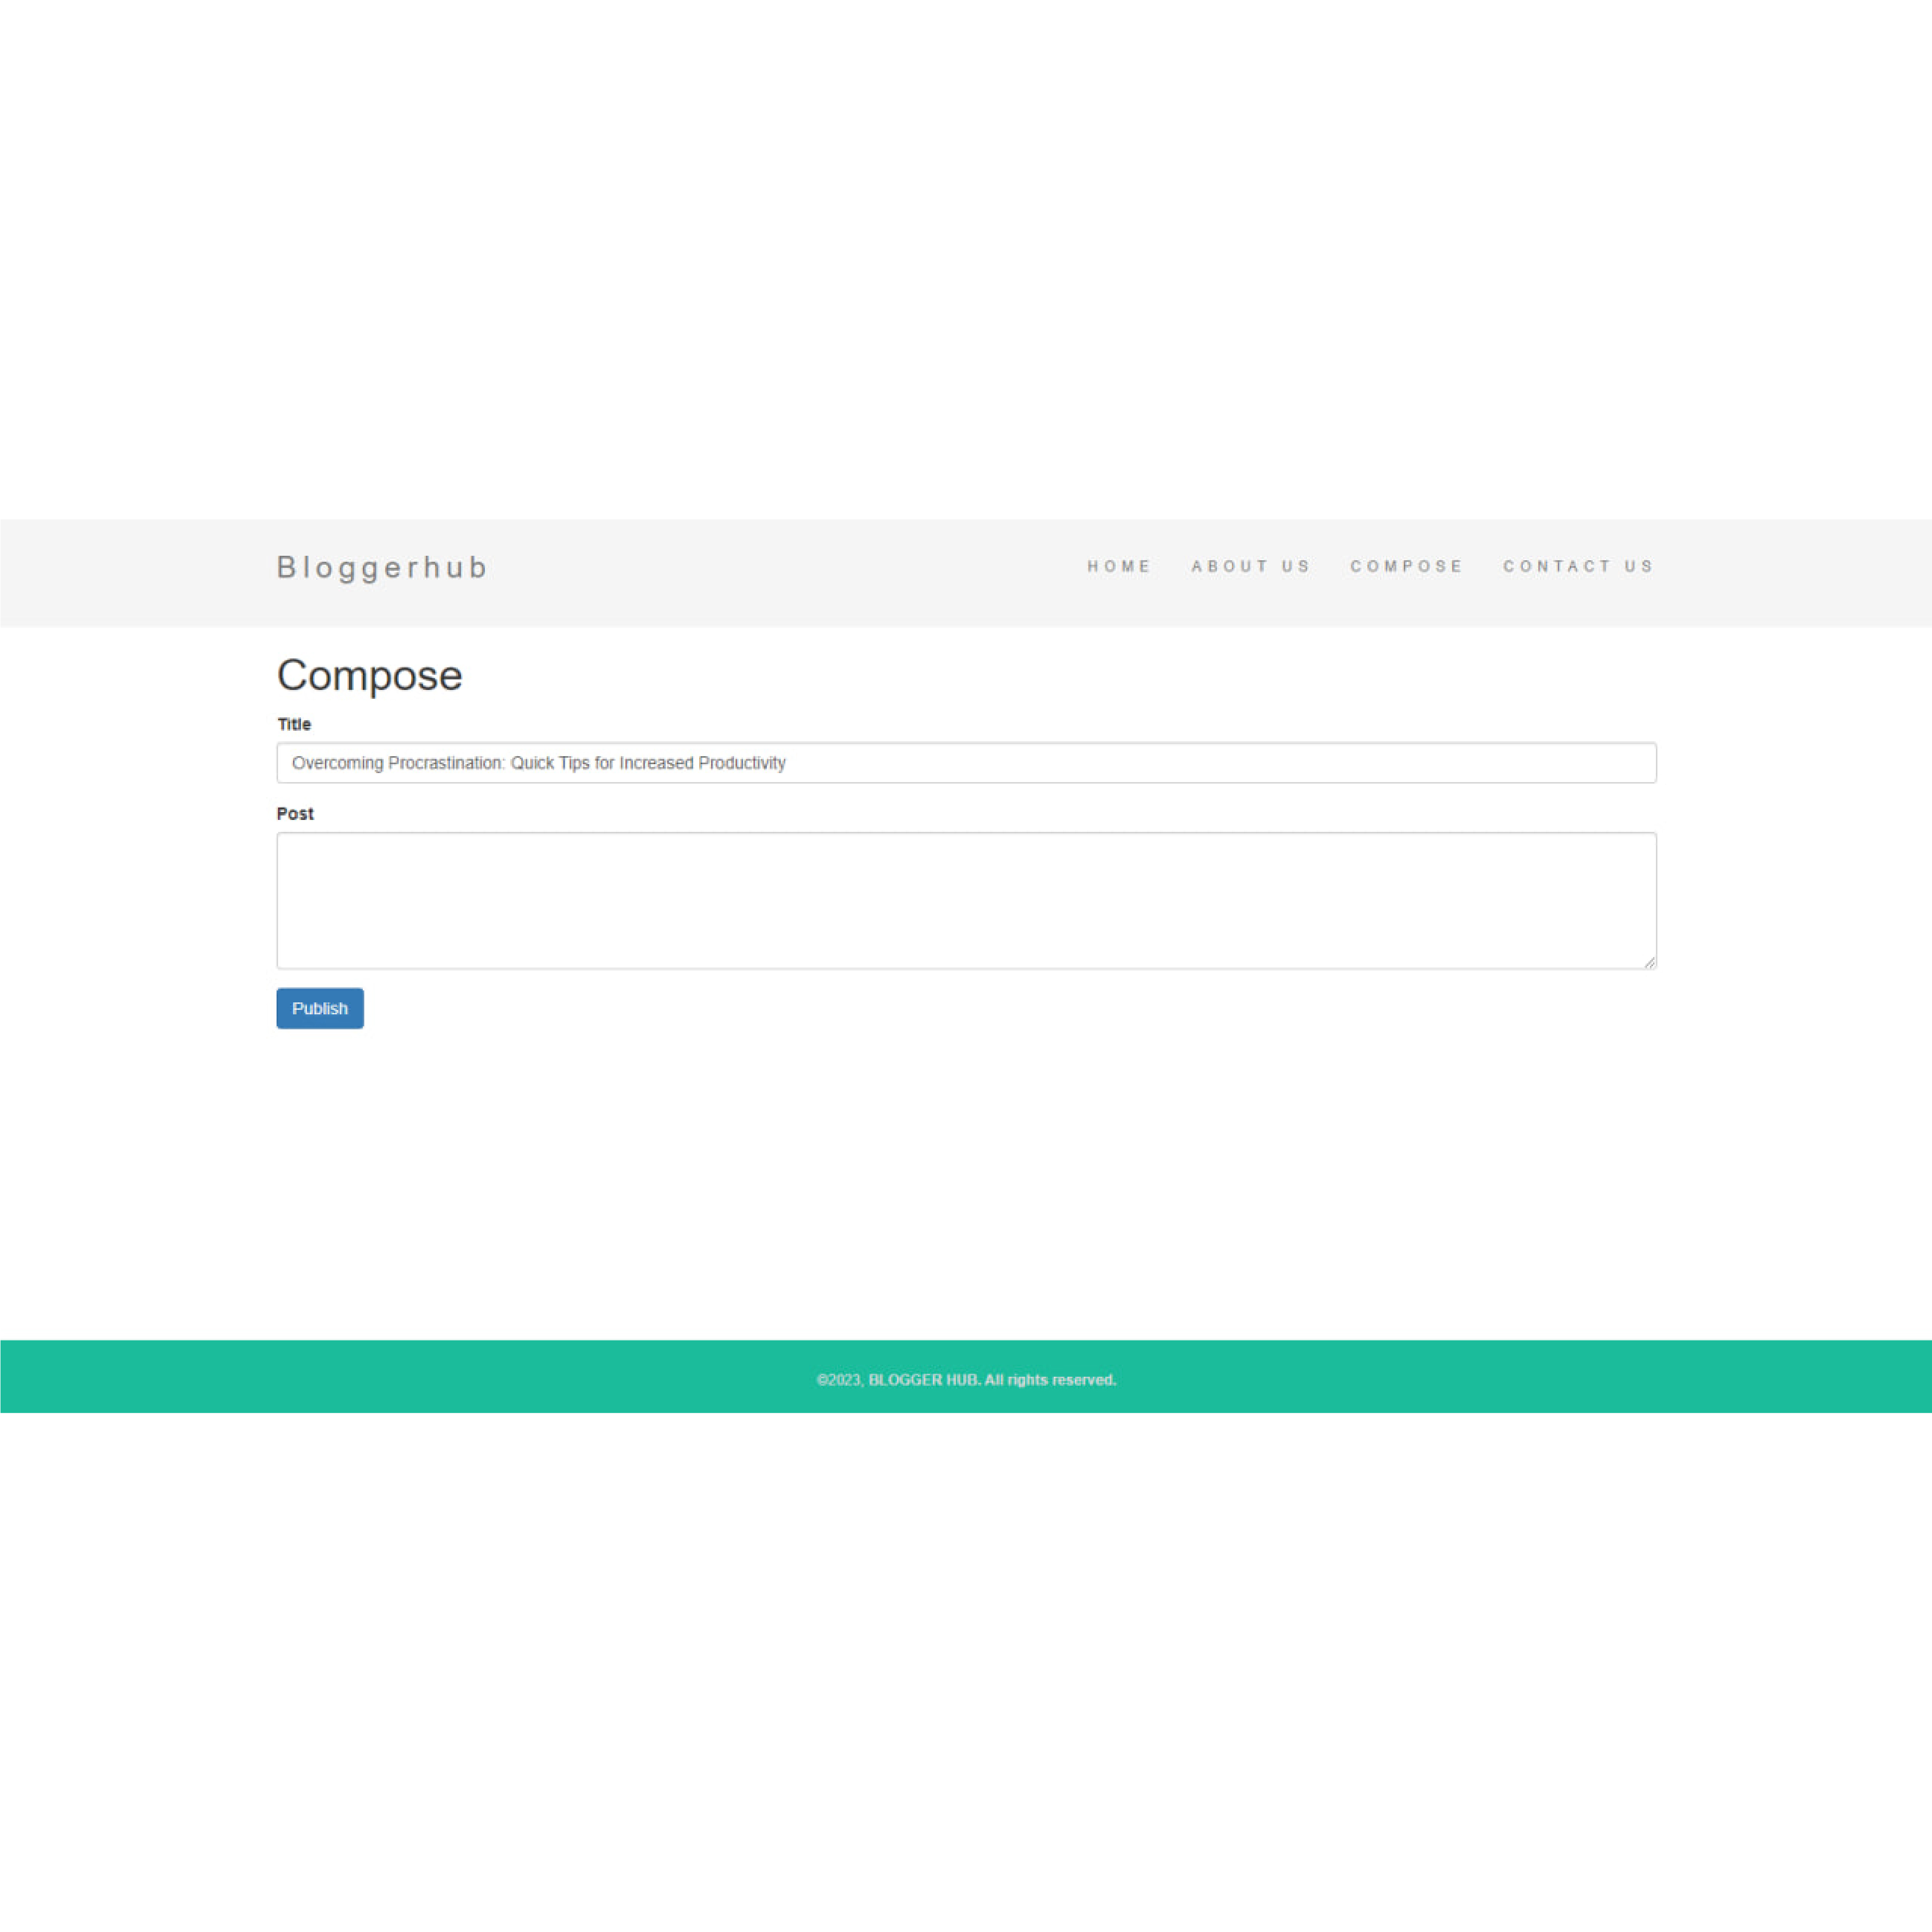 Bloggerhub
HOME ABOUT US COMPOSE CONTACT US
Compose
Title
Overcoming Procrastination: Quick Tips for Increased Productivity
Post
Publish
©2023, BLOGGER HUB. All rights reserved.